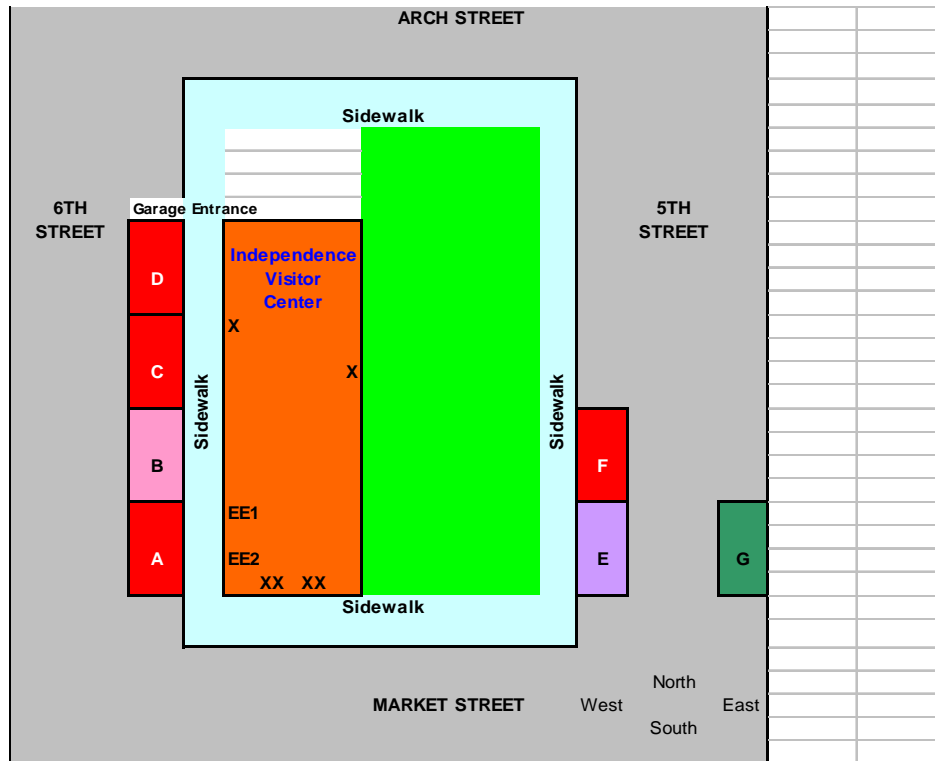 ARCH STREET
Sidewalk
6TH
STREET
Garage Entrance
5TH
STREET
Independence
Visitor
Center
D
X
C
X
Sidewalk
Sidewalk
B
F
EE1
A
EE2
E
G
XX XX
Sidewalk
North
MARKET STREET
West
East
South